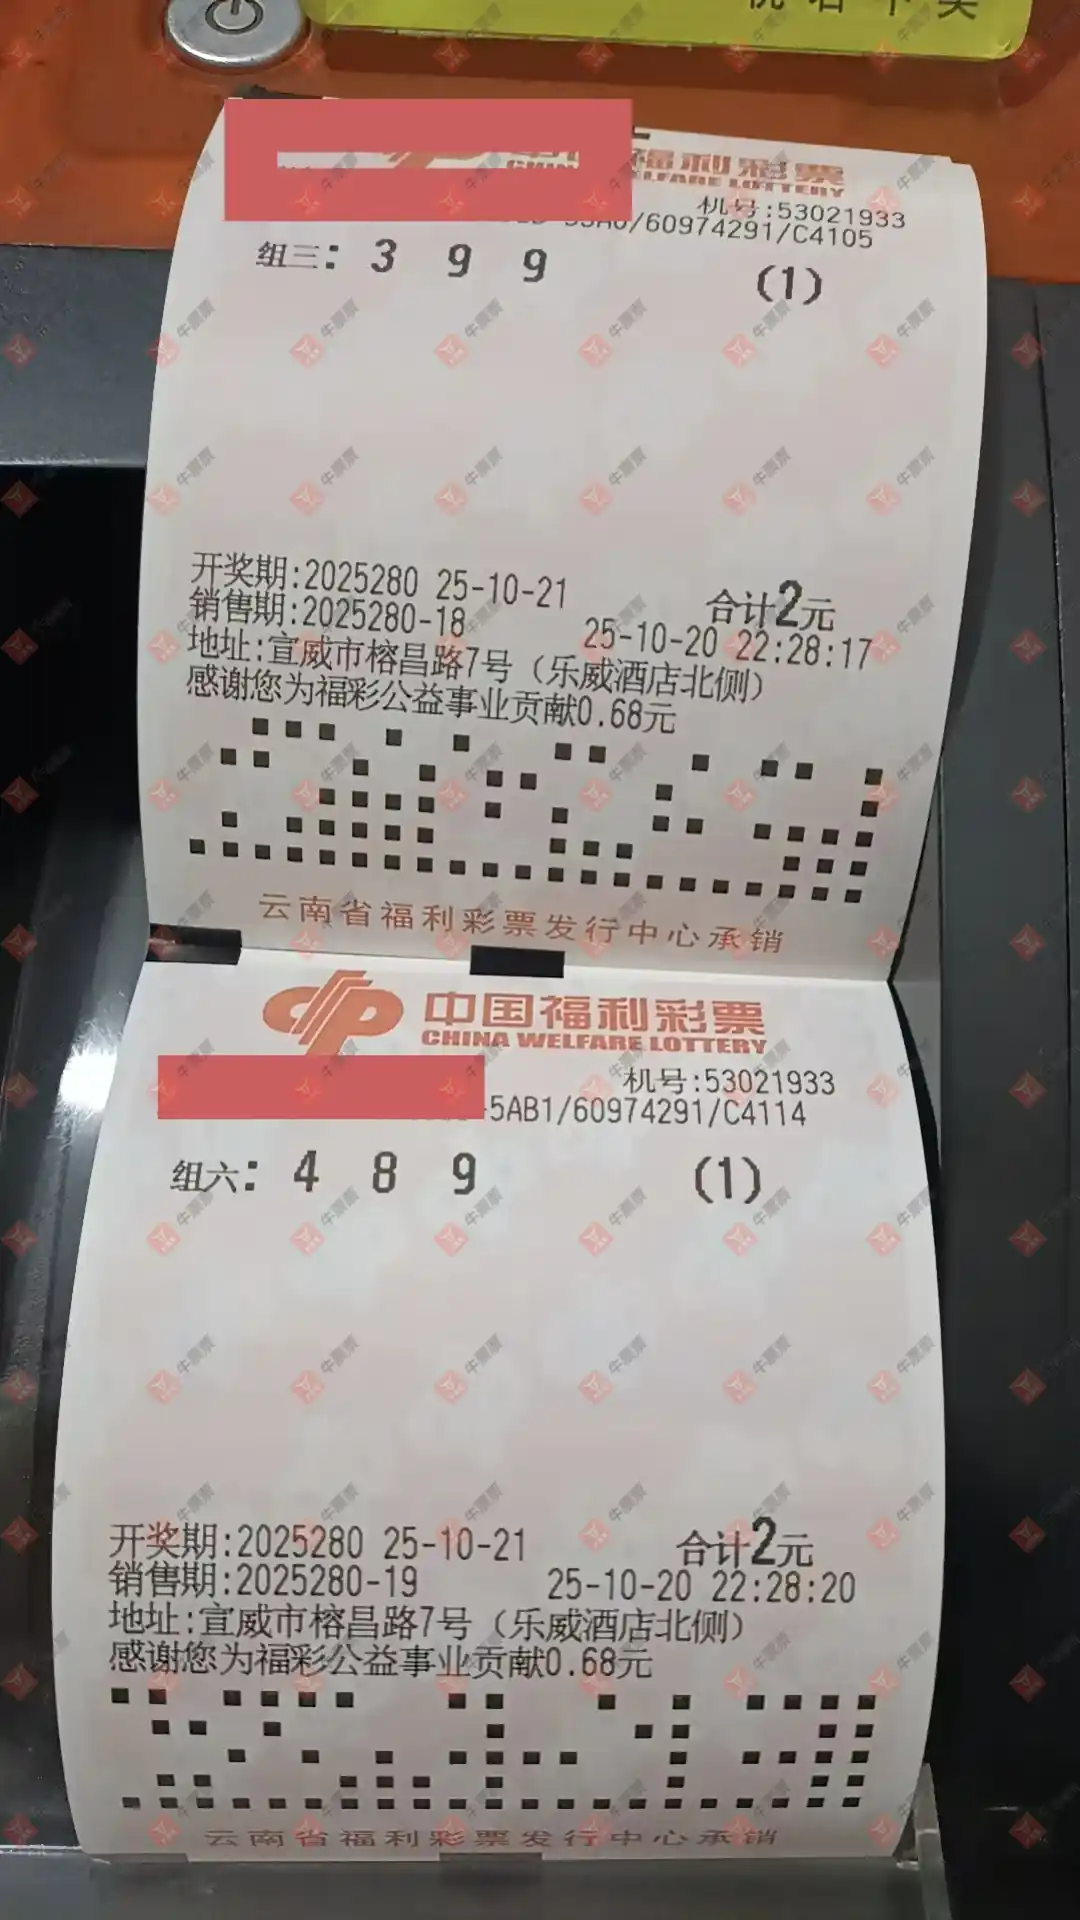 福利彩票
WELFARE LOTTERY
机号:53021933
/60974291/C4105
组三: 3 9 9 (1)
开奖期:2025280 25-10-21 合计2元
销售期:2025280-18 25-10-20 22:28:17
地址:宣威市榕昌路7号（乐威酒店北侧）
感谢您为福彩公益事业贡献0.68元
云南省福利彩票发行中心承销
中国福利彩票
CHINA WELFARE LOTTERY
机号:53021933
-5AB1/60974291/C4114
组六: 4 8 9 (1)
开奖期:2025280 25-10-21 合计2元
销售期:2025280-19 25-10-20 22:28:20
地址:宣威市榕昌路7号（乐威酒店北侧）
感谢您为福彩公益事业贡献0.68元
云南省福利彩票发行中心承销
牛票票